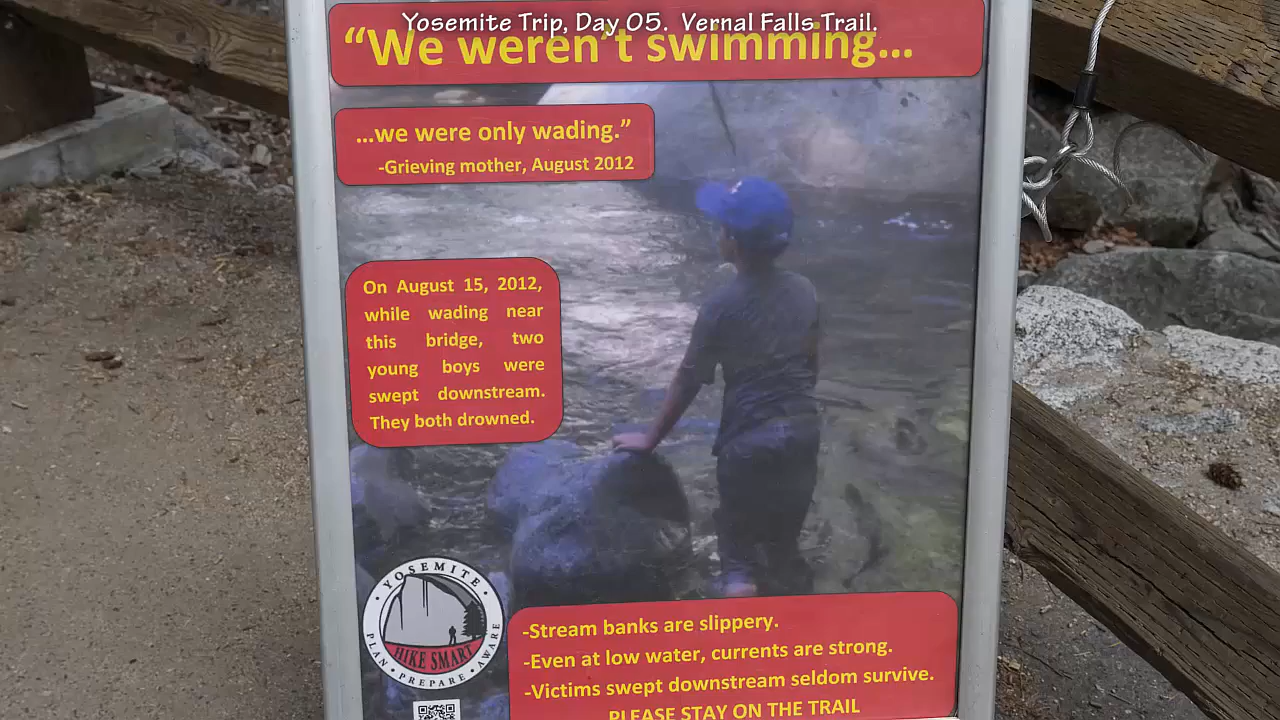 Yosemite Trip, Day 05. Vernal Falls Trail.
“We weren’t swimming...
...we were only wading.”
-Grieving mother, August 2012
On August 15, 2012,
while wading near
this bridge, two
young boys were
swept downstream.
They both drowned.
YOSEMITE
HIKE SMART
PLAN • PREPARE • AWARE
-Stream banks are slippery.
-Even at low water, currents are strong.
-Victims swept downstream seldom survive.
PLEASE STAY ON THE TRAIL